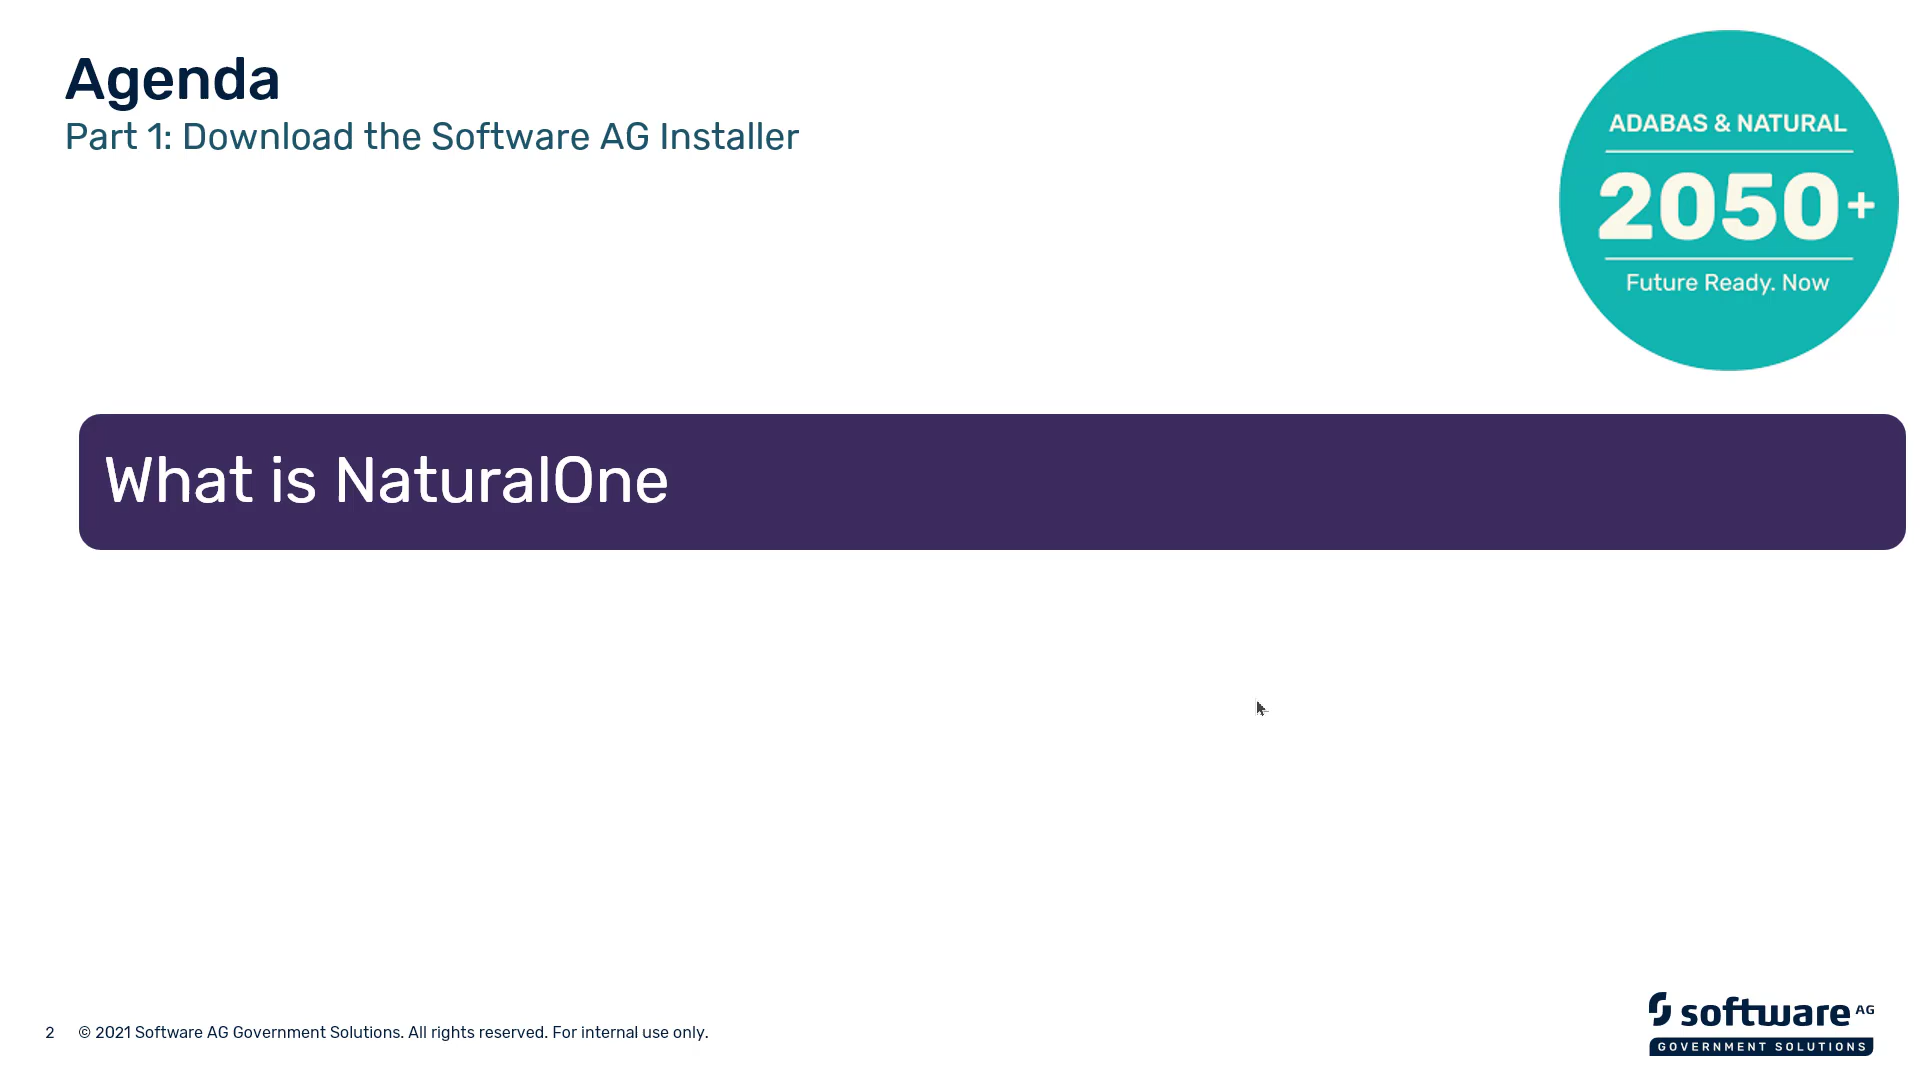 Agenda
Part 1: Download the Software AG Installer
ADABAS & NATURAL
2050+
Future Ready. Now
What is NaturalOne
2 © 2021 Software AG Government Solutions. All rights reserved. For internal use only.
software AG
GOVERNMENT SOLUTIONS